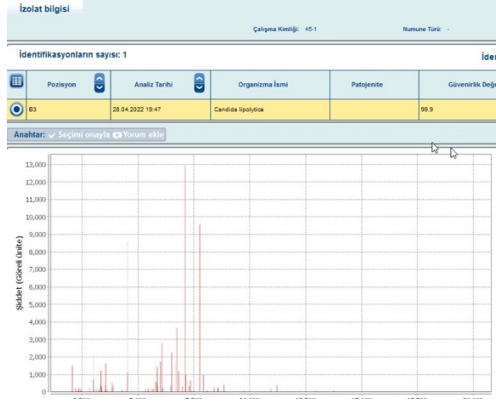 İzolat bilgisi
Çalışma Kimliği: 45-1 Numune Türü: -
İdentifikasyonların sayısı: 1 İder
Pozisyon Analiz Tarihi Organizma İsmi Patojenite Güvenirlik Değe
B3 28.04.2022 19:47 Candida lipolytica 99.9
Anahtar: Seçimi onayla Yorum ekle
13,000
12,000
11,000
10,000
9,000
8,000
7,000
6,000
5,000
4,000
3,000
2,000
1,000
0
Şiddet (Göreli ünite)